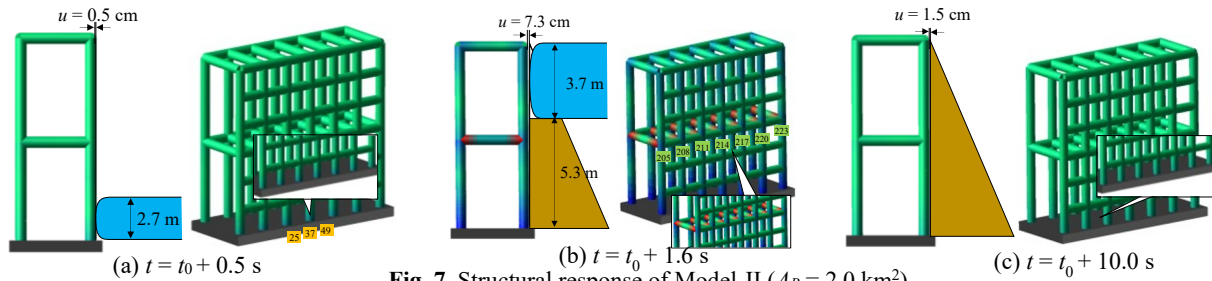 u = 0.5 cm
2.7 m
25 37 49
(a) t = t0 + 0.5 s
u = 7.3 cm
3.7 m
5.3 m
205 208 211 214 217 220 223
(b) t = t0 + 1.6 s
u = 1.5 cm
(c) t = t0 + 10.0 s
Fig. 7 Structural response of Model-II (AR = 2.0 km²)